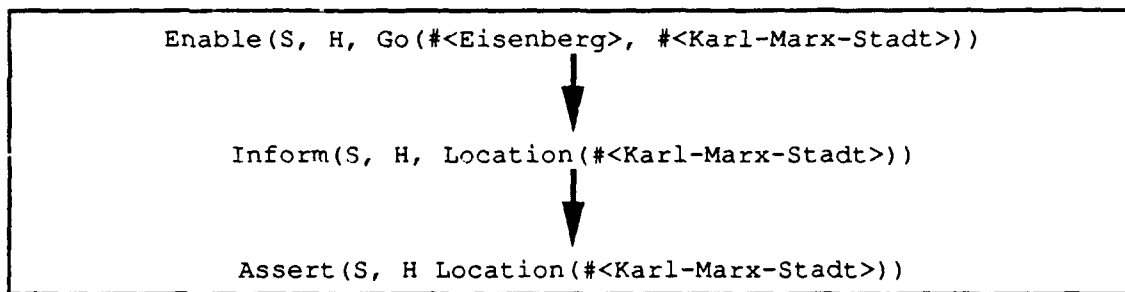 Enable(S, H, Go(#<Eisenberg>, #<Karl-Marx-Stadt>))
Inform(S, H, Location(#<Karl-Marx-Stadt>))
Assert(S, H Location(#<Karl-Marx-Stadt>))